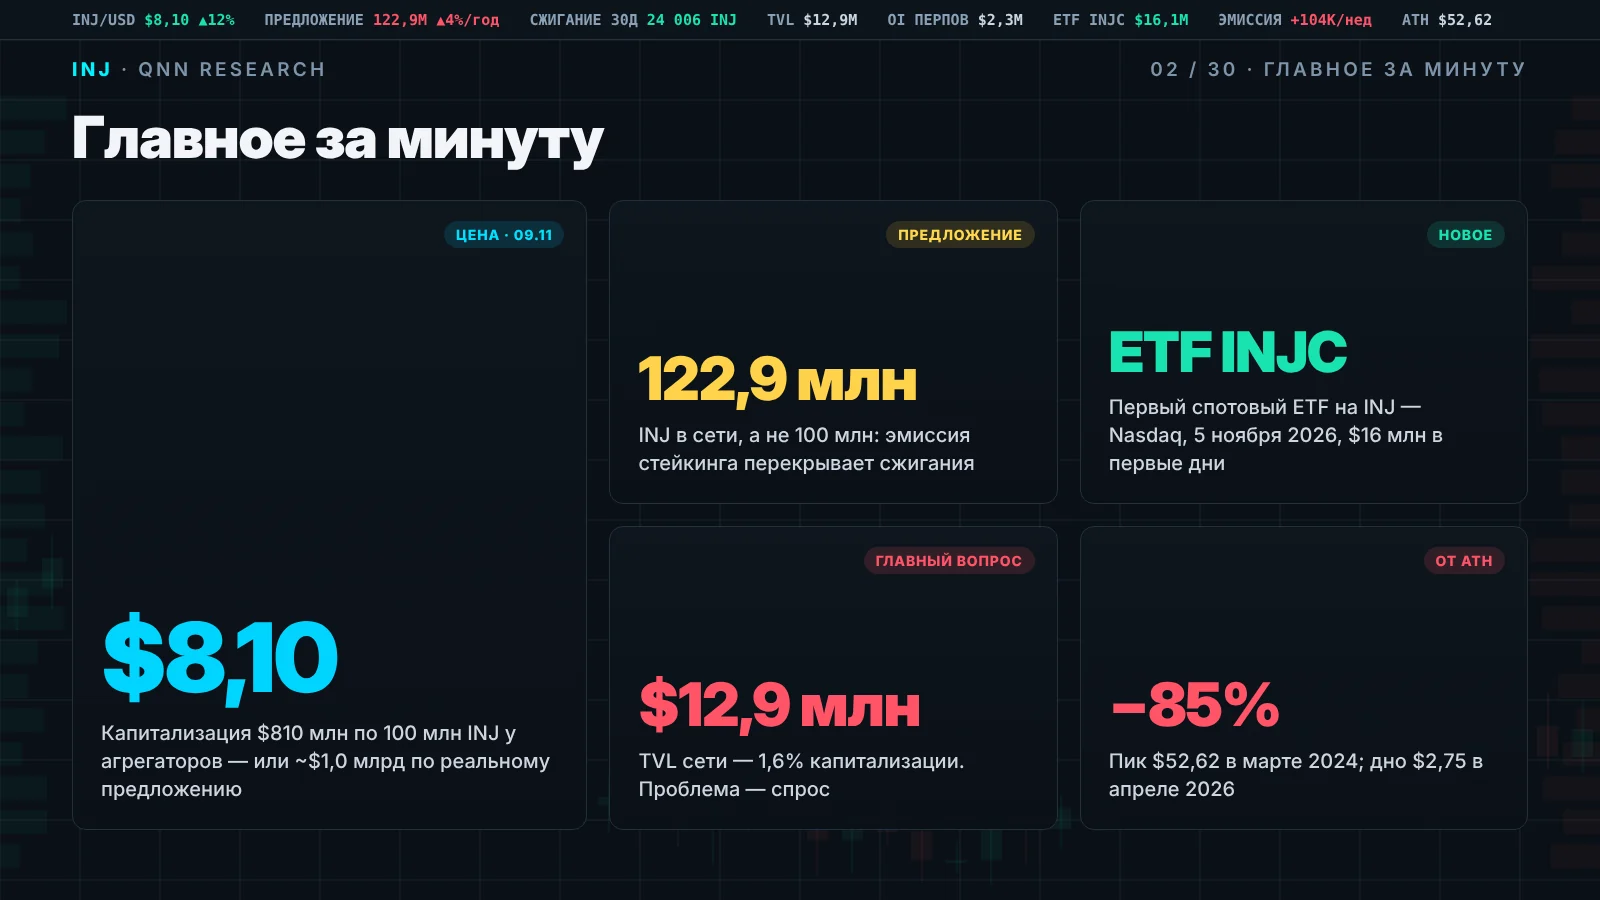 INJ/USD $8,10 ▲12% ПРЕДЛОЖЕНИЕ 122,9М ▲4%/год СЖИГАНИЕ 30Д 24 006 INJ TVL $12,9М OI ПЕРПОВ $2,3М ETF INJC $16,1М ЭМИССИЯ +104К/нед ATH $52,62
INJ · QNN RESEARCH
02 / 30 · ГЛАВНОЕ ЗА МИНУТУ
Главное за минуту
ЦЕНА · 09.11
$8,10
Капитализация $810 млн по 100 млн INJ у
агрегаторов — или ~$1,0 млрд по реальному
предложению
ПРЕДЛОЖЕНИЕ
122,9 млн
INJ в сети, а не 100 млн: эмиссия
стейкинга перекрывает сжигания
НОВОЕ
ETF INJC
Первый спотовый ETF на INJ —
Nasdaq, 5 ноября 2026, $16 млн в
первые дни
ГЛАВНЫЙ ВОПРОС
$12,9 млн
TVL сети — 1,6% капитализации.
Проблема — спрос
ОТ ATH
−85%
Пик $52,62 в марте 2024; дно $2,75 в
апреле 2026